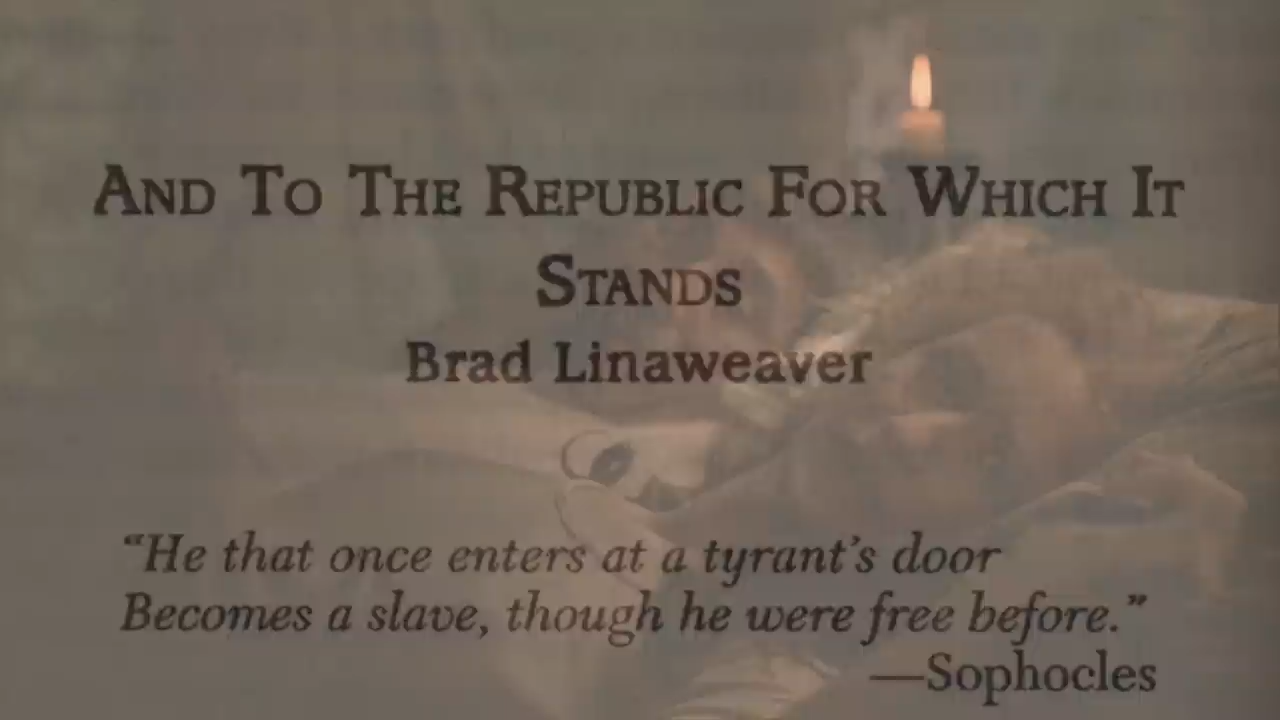 AND TO THE REPUBLIC FOR WHICH IT
STANDS
Brad Linaweaver
“He that once enters at a tyrant’s door
Becomes a slave, though he were free before.”
—Sophocles